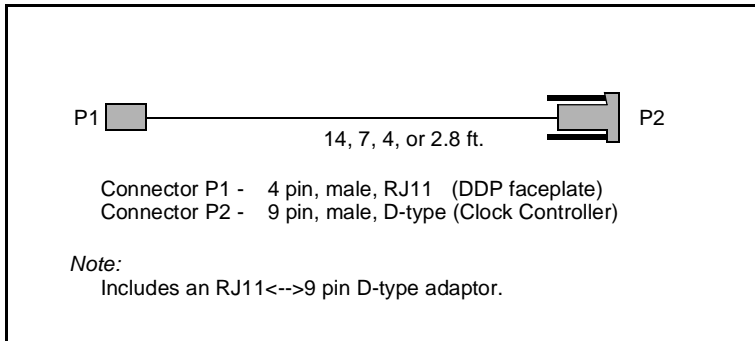 P1
P2
14, 7, 4, or 2.8 ft.
Connector P1 - 4 pin, male, RJ11 (DDP faceplate)
Connector P2 - 9 pin, male, D-type (Clock Controller)
Note:
Includes an RJ11<-->9 pin D-type adaptor.